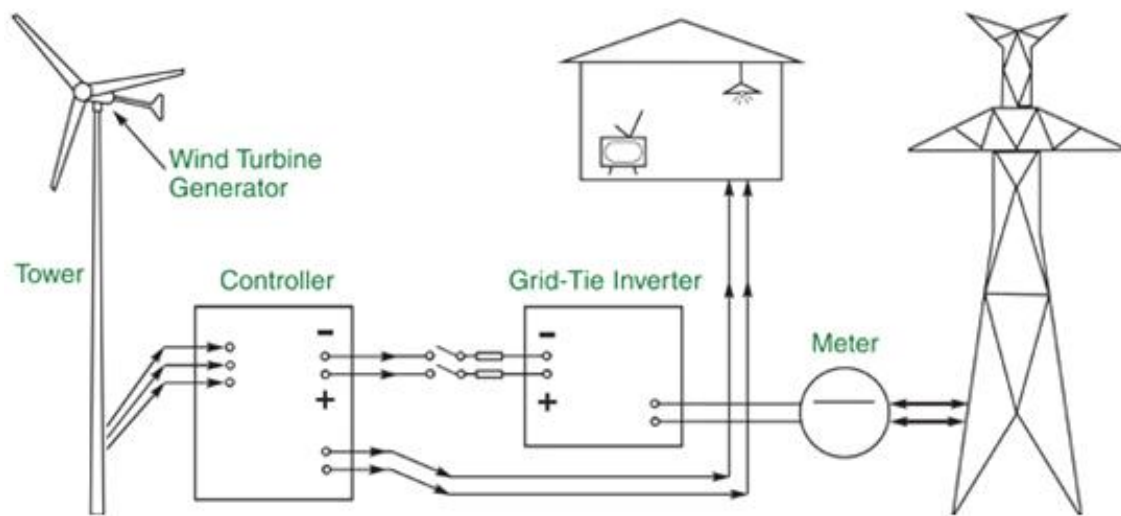 Wind Turbine
Generator
Tower
Controller
Grid-Tie Inverter
Meter
-
+
-
+